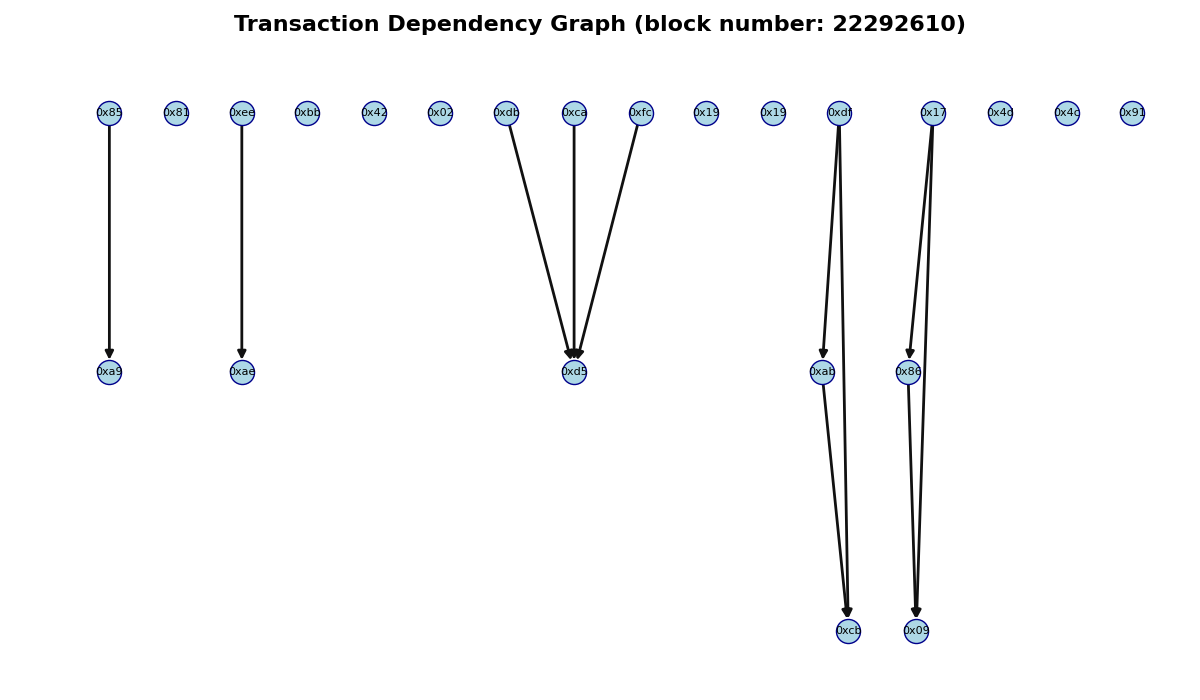 Transaction Dependency Graph (block number: 22292610)
0x85 0x81 0xee 0xbb 0x42 0x02 0xdb 0xca 0xfc 0x19 0x19 0xdf 0x17 0x4d 0x4c 0x91
0xa9 0xae 0xd5 0xab 0x86
0xcb 0x09